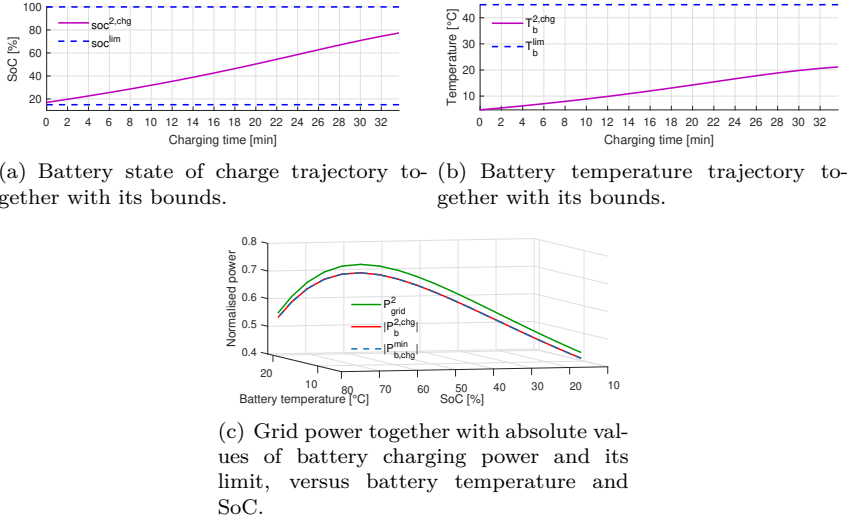 100
80
60
40
20
SoC [%]
soc^{2,chg}
soc^{lim}
0 2 4 6 8 10 12 14 16 18 20 22 24 26 28 30 32
Charging time [min]
(a) Battery state of charge trajectory to-
gether with its bounds.
40
30
20
10
Temperature [°C]
T_b^{2,chg}
T_b^{lim}
0 2 4 6 8 10 12 14 16 18 20 22 24 26 28 30 32
Charging time [min]
(b) Battery temperature trajectory to-
gether with its bounds.
0.8
0.7
0.6
0.5
0.4
Normalised power
P_{grid}^2
|P_b^{2,chg}|
|P_{b,chg}^{min}|
20
10
Battery temperature [°C]
80 70 60 50 40 30 20 10
SoC [%]
(c) Grid power together with absolute val-
ues of battery charging power and its
limit, versus battery temperature and
SoC.